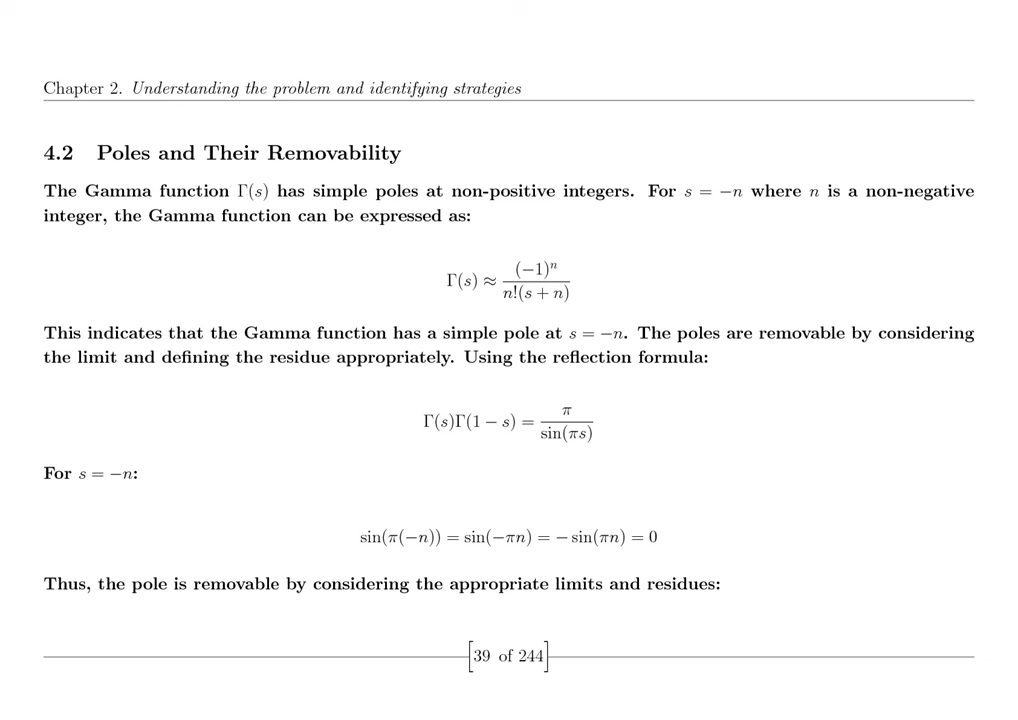 Chapter 2. Understanding the problem and identifying strategies
4.2 Poles and Their Removability
The Gamma function Γ(s) has simple poles at non-positive integers. For s = −n where n is a non-negative
integer, the Gamma function can be expressed as:
Γ(s) ≈ (−1)ⁿ / n!(s + n)
This indicates that the Gamma function has a simple pole at s = −n. The poles are removable by considering
the limit and defining the residue appropriately. Using the reflection formula:
Γ(s)Γ(1 − s) = π / sin(πs)
For s = −n:
sin(π(−n)) = sin(−πn) = − sin(πn) = 0
Thus, the pole is removable by considering the appropriate limits and residues:
[39 of 244]